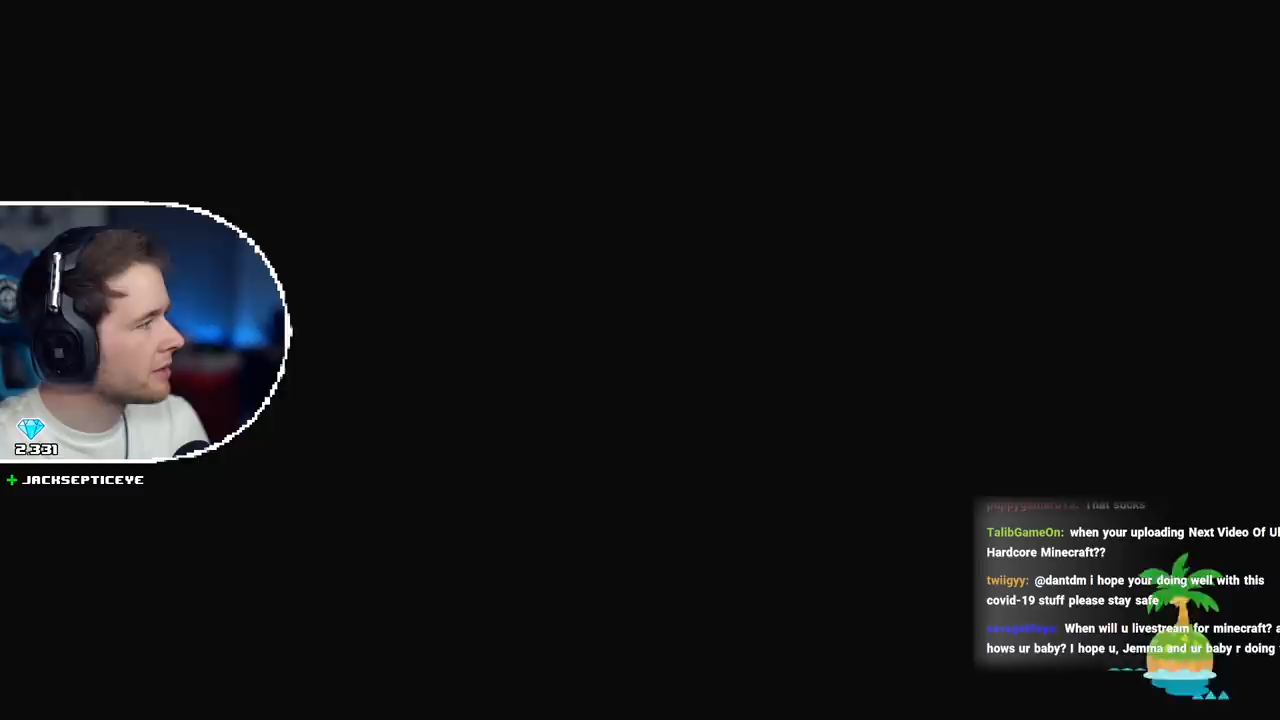 2,331
+ JACKSEPTICEYE
That sucks
TalibGameOn: when your uploading Next Video Of Ul
Hardcore Minecraft??
twiigyy: @dantdm i hope your doing well with this
covid-19 stuff please stay safe
When will u livestream for minecraft? a
hows ur baby? I hope u, Jemma and ur baby r doing